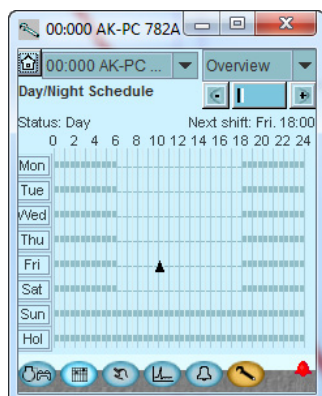 00:000 AK-PC 782A
00:000 AK-PC ... Overview
Day/Night Schedule
Status: Day Next shift: Fri. 18:00
0 2 4 6 8 10 12 14 16 18 20 22 24
Mon
Tue
Wed
Thu
Fri
Sat
Sun
Hol